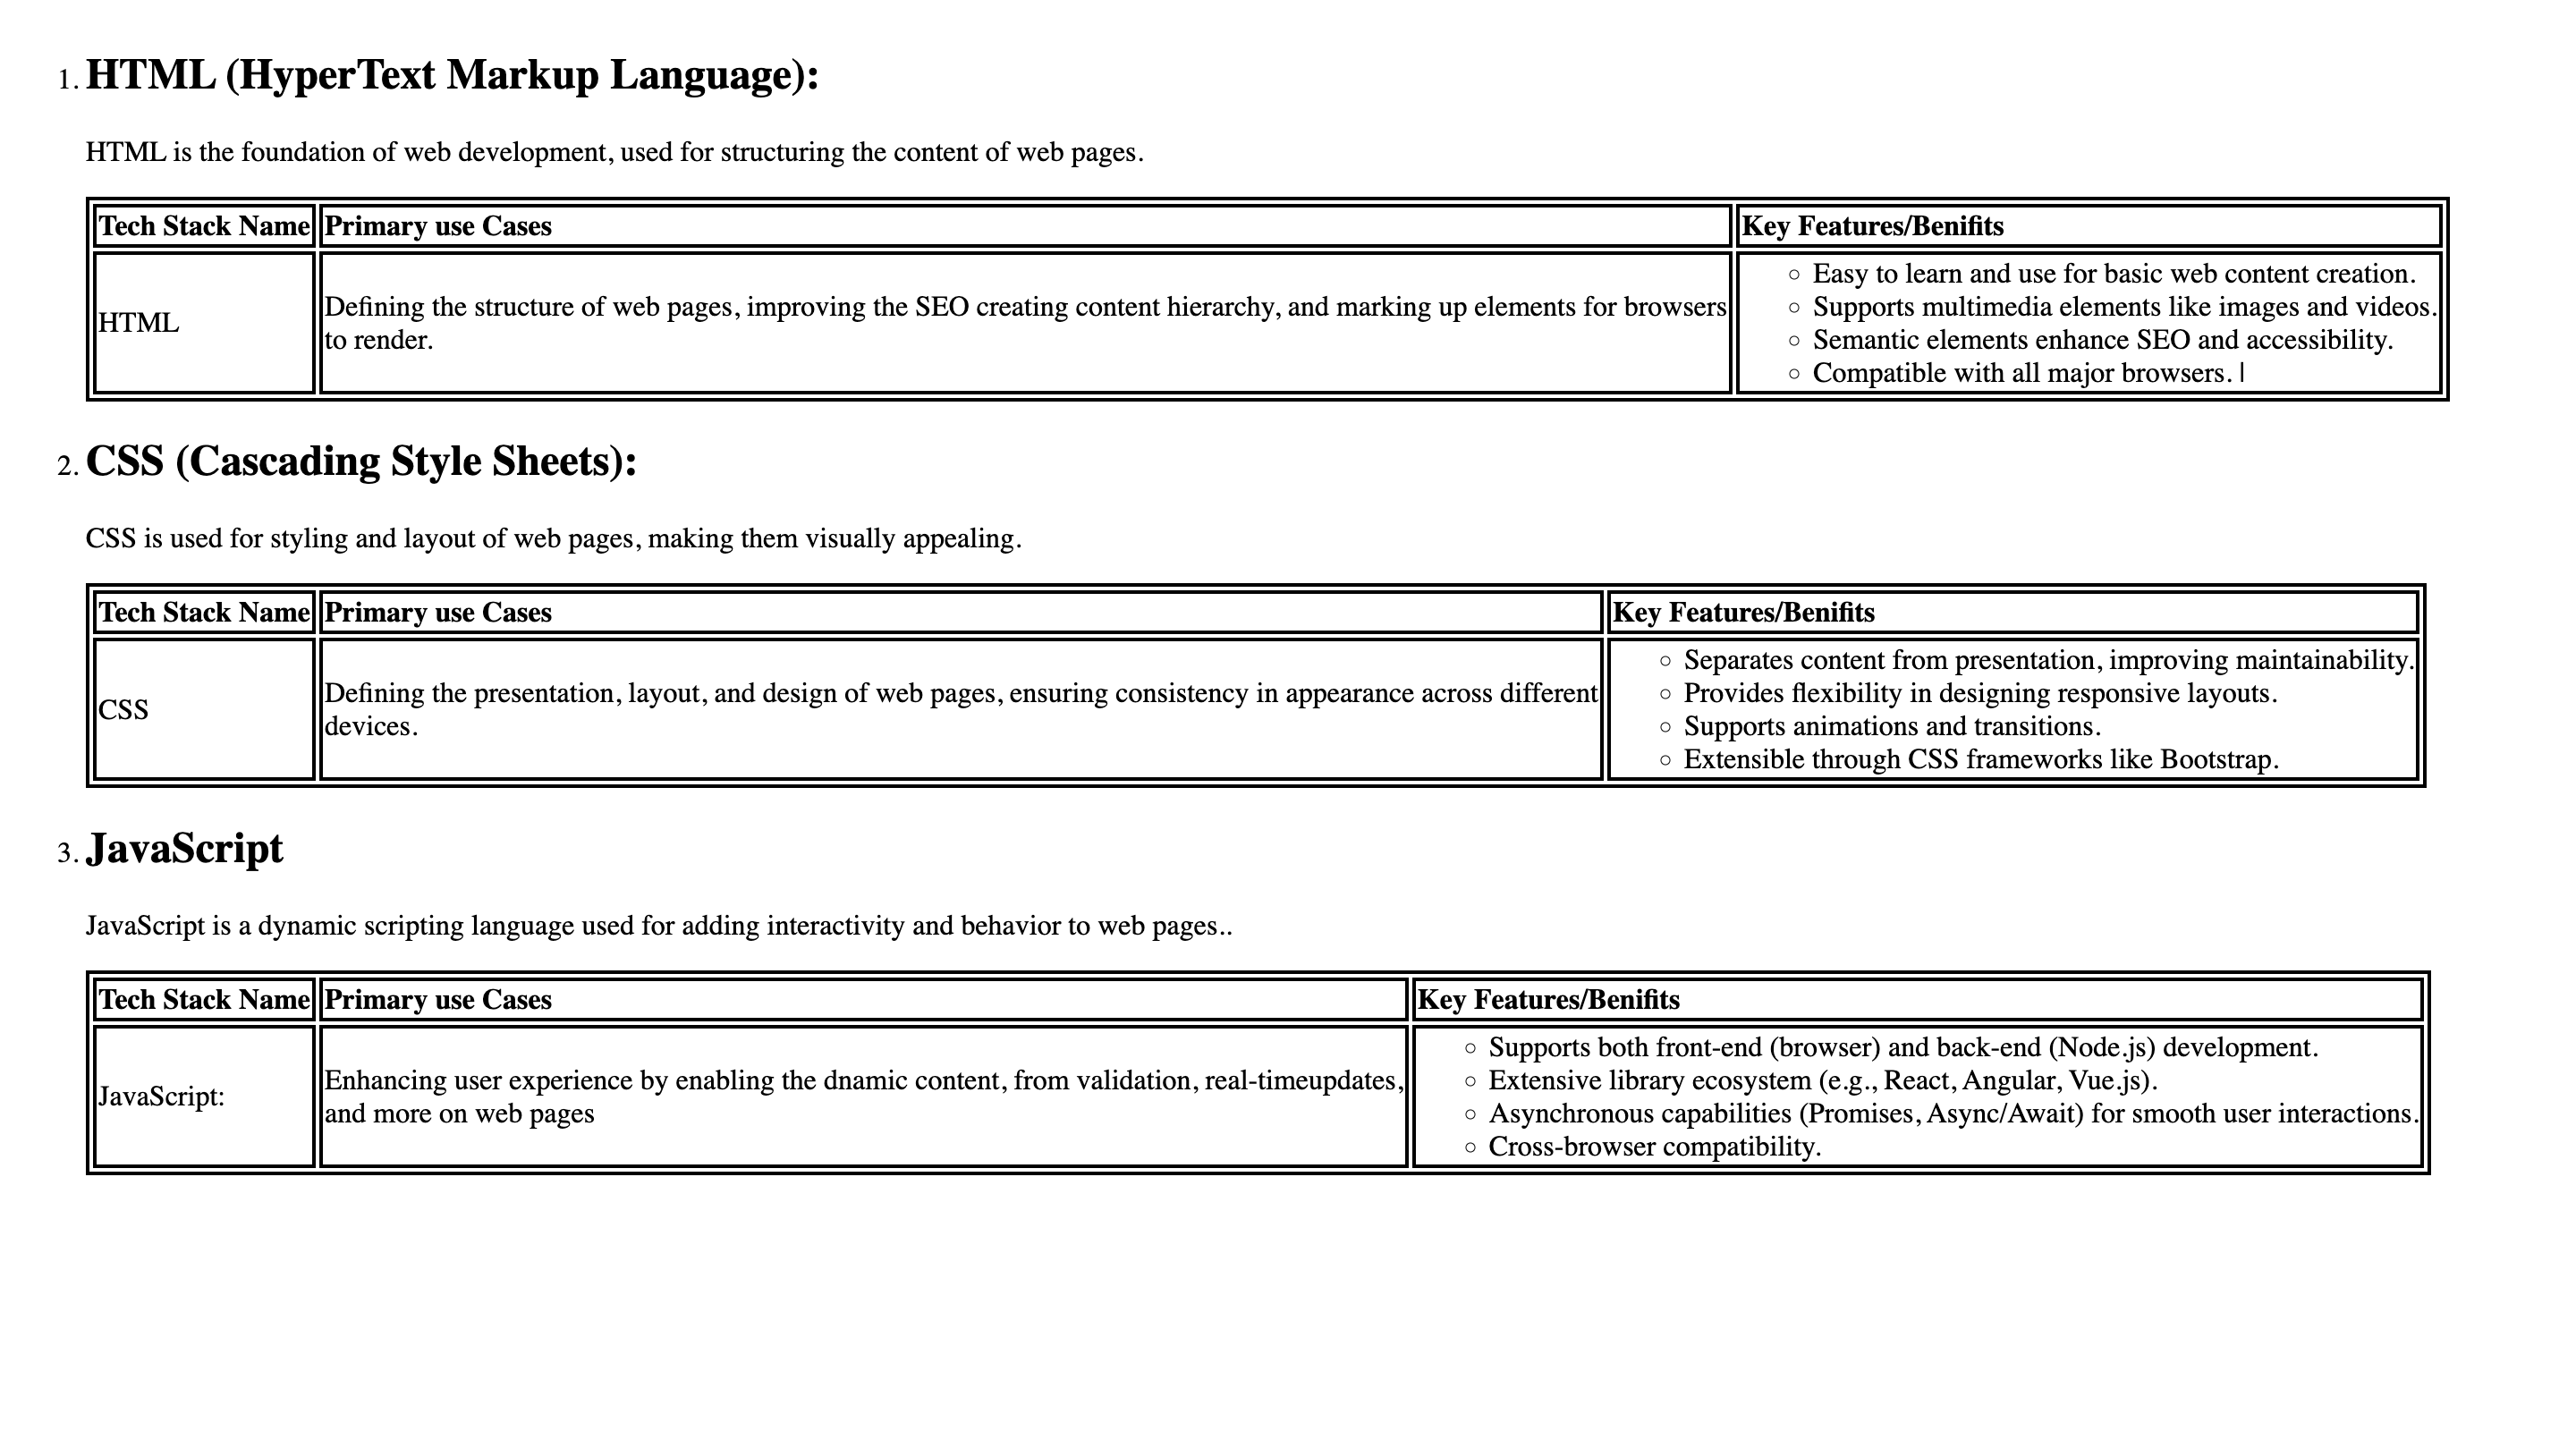 1. HTML (HyperText Markup Language):
HTML is the foundation of web development, used for structuring the content of web pages.
Tech Stack Name Primary use Cases Key Features/Benifits
HTML
Defining the structure of web pages, improving the SEO creating content hierarchy, and marking up elements for browsers
to render.
Easy to learn and use for basic web content creation.
Supports multimedia elements like images and videos.
Semantic elements enhance SEO and accessibility.
Compatible with all major browsers. |
2. CSS (Cascading Style Sheets):
CSS is used for styling and layout of web pages, making them visually appealing.
Tech Stack Name Primary use Cases Key Features/Benifits
CSS
Defining the presentation, layout, and design of web pages, ensuring consistency in appearance across different
devices.
Separates content from presentation, improving maintainability.
Provides flexibility in designing responsive layouts.
Supports animations and transitions.
Extensible through CSS frameworks like Bootstrap.
3. JavaScript
JavaScript is a dynamic scripting language used for adding interactivity and behavior to web pages..
Tech Stack Name Primary use Cases Key Features/Benifits
JavaScript:
Enhancing user experience by enabling the dnamic content, from validation, real-timeupdates,
and more on web pages
Supports both front-end (browser) and back-end (Node.js) development.
Extensive library ecosystem (e.g., React, Angular, Vue.js).
Asynchronous capabilities (Promises, Async/Await) for smooth user interactions.
Cross-browser compatibility.